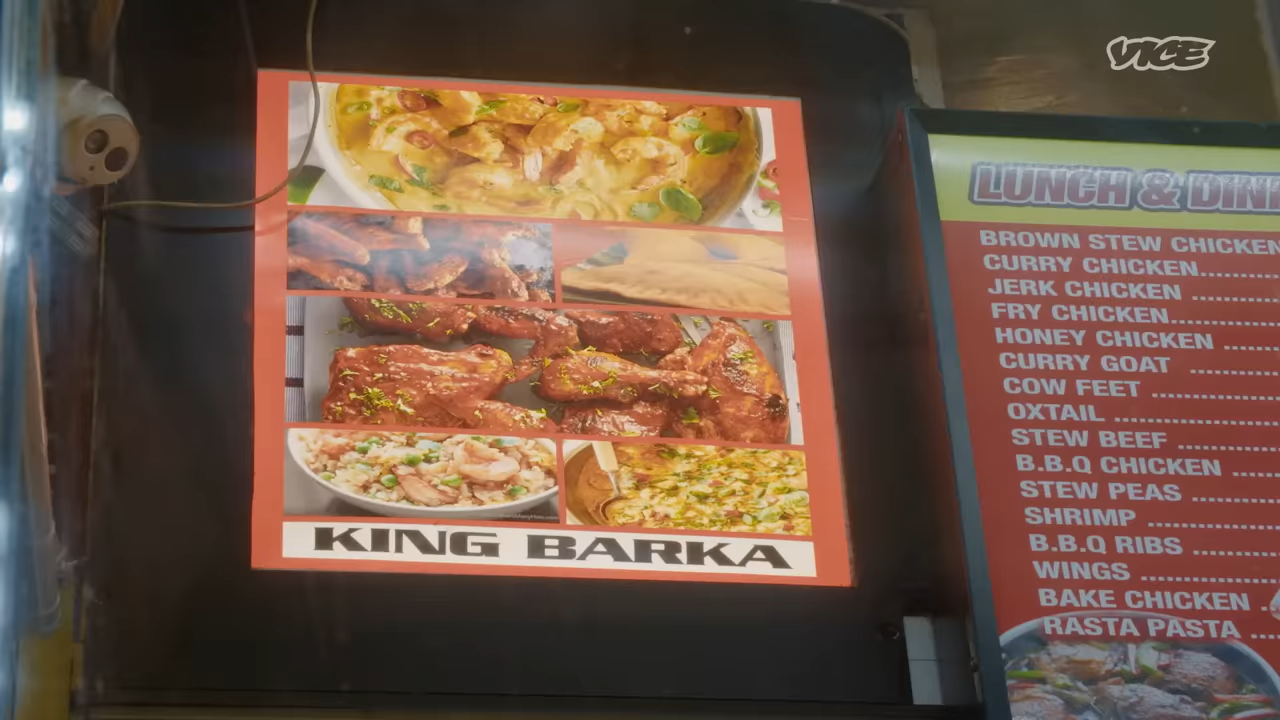 VICE
LUNCH & DIN
BROWN STEW CHICKEN
CURRY CHICKEN........
JERK CHICKEN ..........
FRY CHICKEN............
HONEY CHICKEN ......
CURRY GOAT .........
COW FEET .............
OXTAIL .................
STEW BEEF ..........
B.B.Q CHICKEN .....
STEW PEAS .........
SHRIMP .............
B.B.Q RIBS .........
WINGS ..............
BAKE CHICKEN .
RASTA PASTA ...
KING BARKA